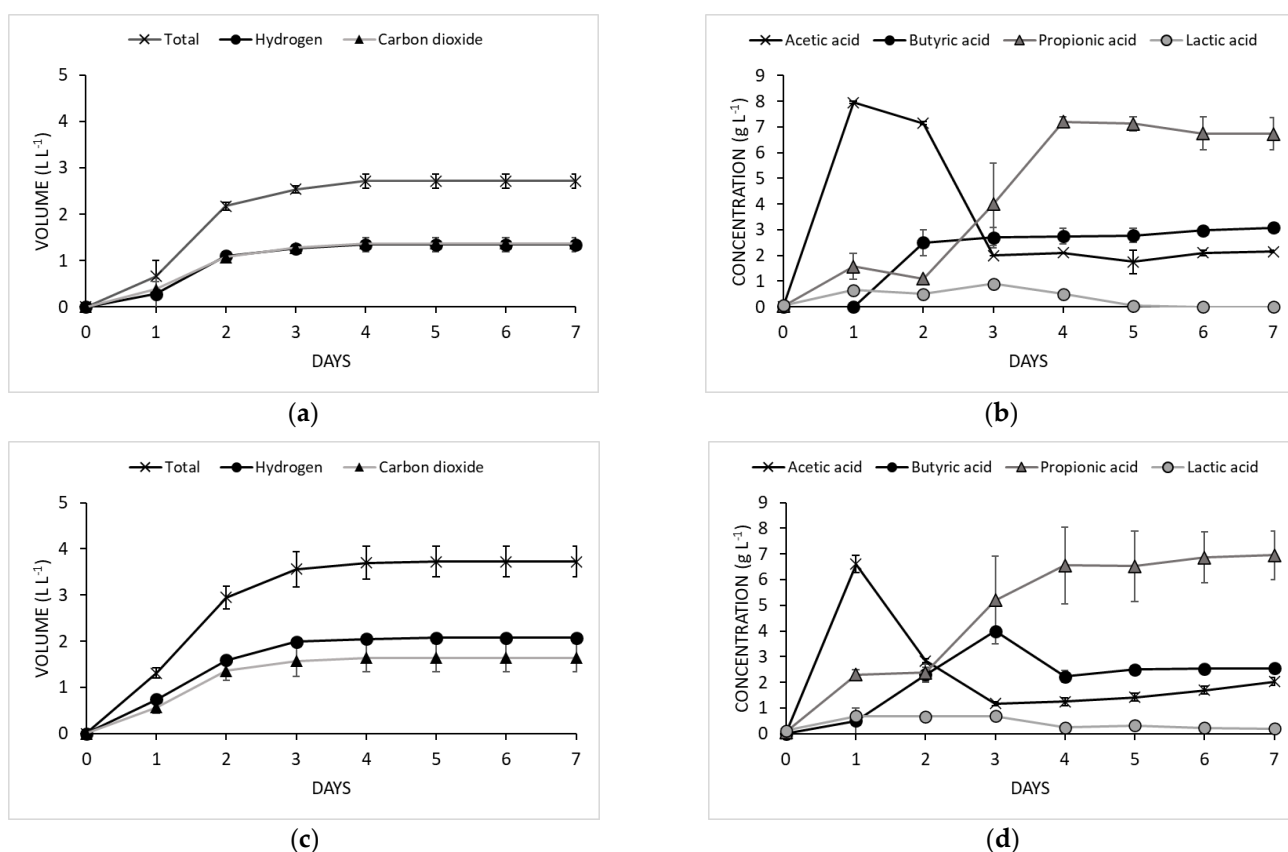 Total Hydrogen Carbon dioxide
5
4
3
2
1
0
VOLUME (L L⁻¹)
0 1 2 3 4 5 6 7
DAYS
(a)
Acetic acid Butyric acid Propionic acid Lactic acid
9
8
7
6
5
4
3
2
1
0
CONCENTRATION (g L⁻¹)
0 1 2 3 4 5 6 7
DAYS
(b)
Total Hydrogen Carbon dioxide
5
4
3
2
1
0
VOLUME (L L⁻¹)
0 1 2 3 4 5 6 7
DAYS
(c)
Acetic acid Butyric acid Propionic acid Lactic acid
9
8
7
6
5
4
3
2
1
0
CONCENTRATION (g L⁻¹)
0 1 2 3 4 5 6 7
DAYS
(d)